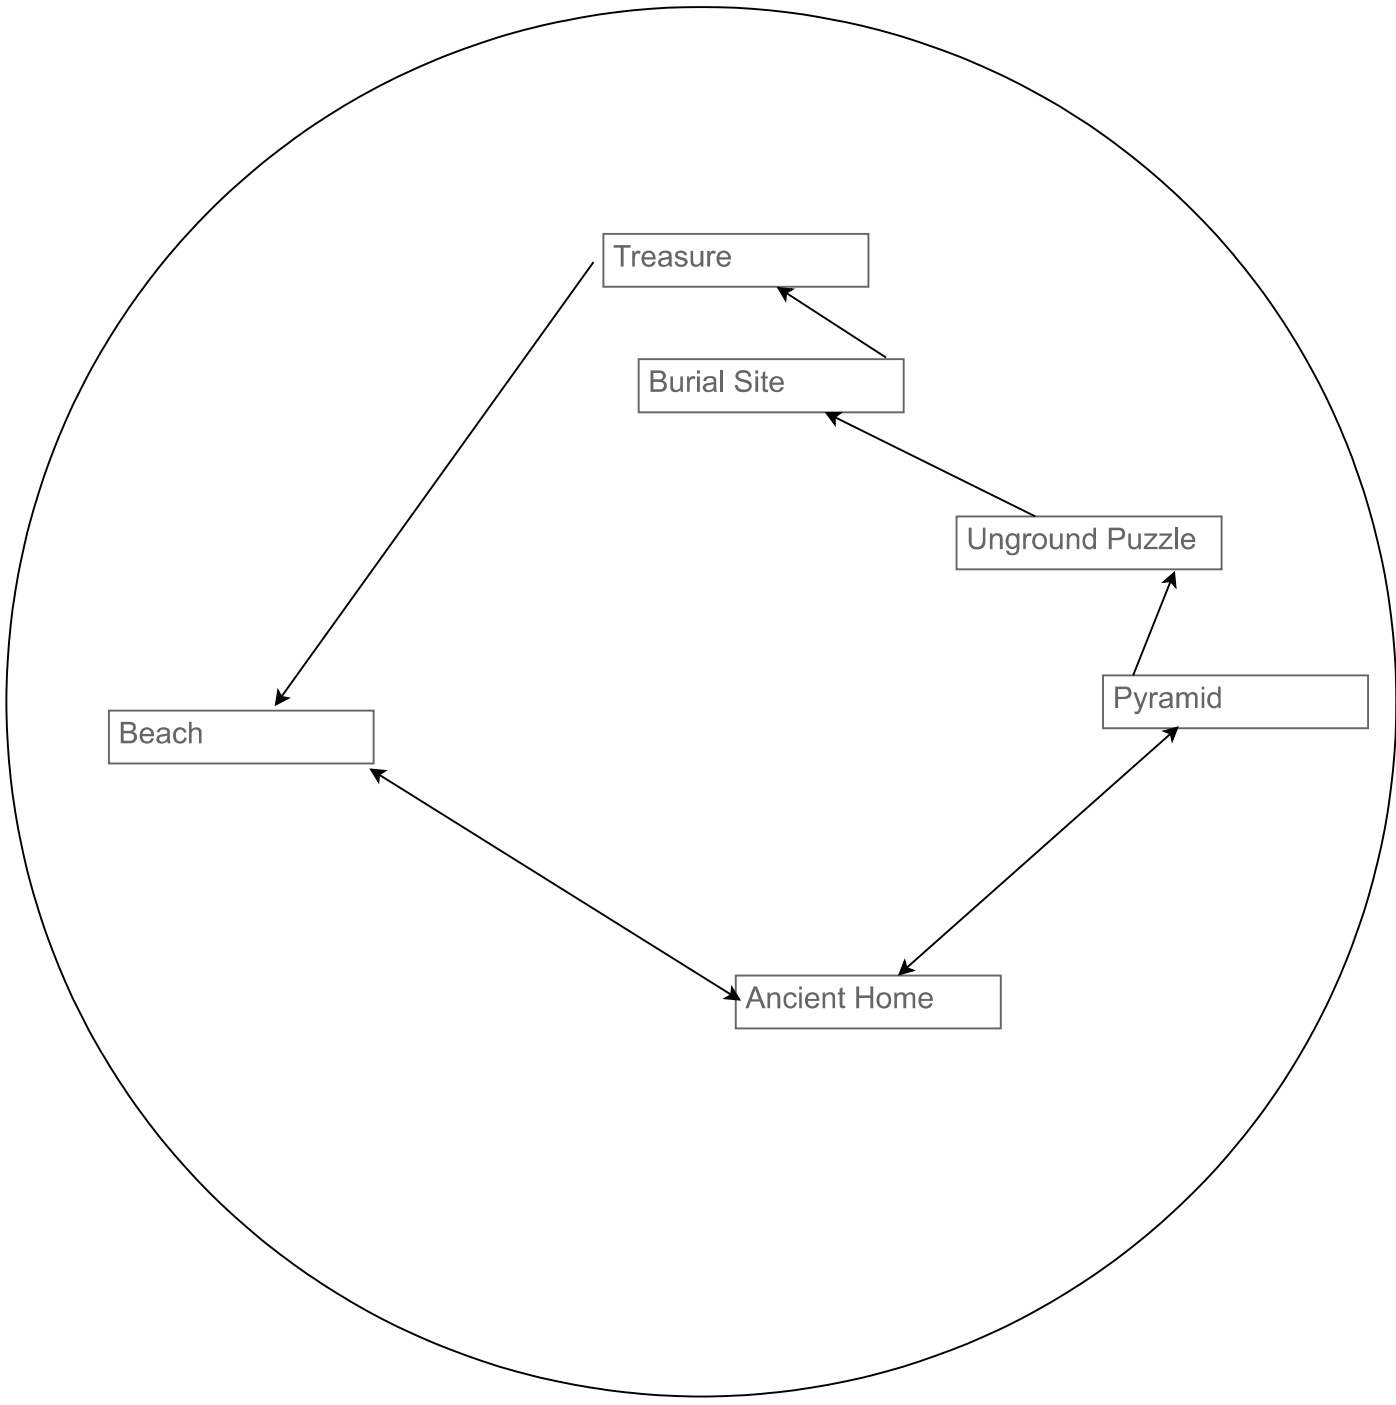 Treasure
Burial Site
Unground Puzzle
Pyramid
Beach
Ancient Home